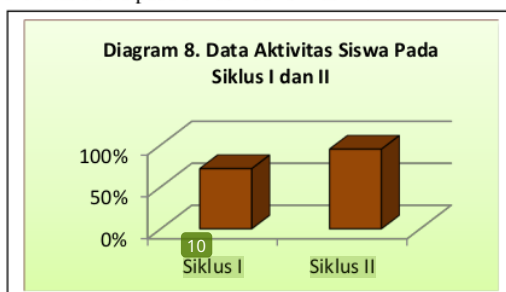 Diagram 8. Data Aktivitas Siswa Pada
Siklus I dan II
100%
50%
0%
10
Siklus I
Siklus II